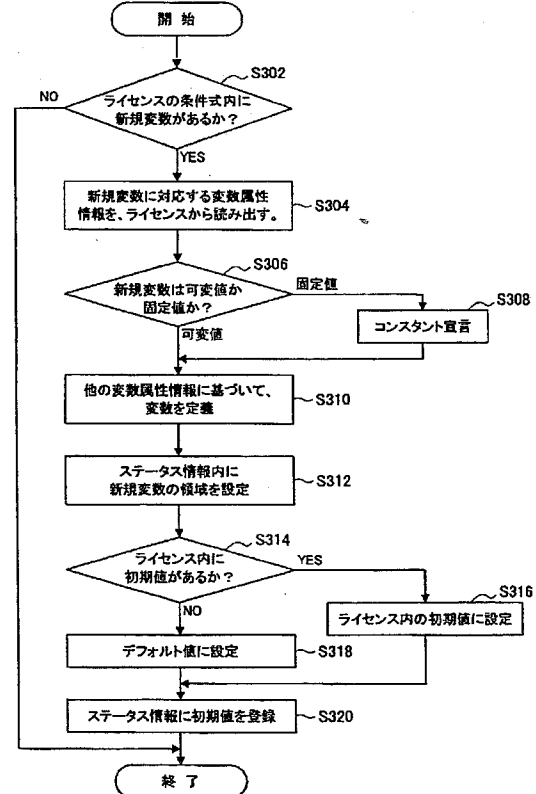 開 始
S302
NO
ライセンスの条件式内に
新規変数があるか？
YES
新規変数に対応する変数属性
情報を、ライセンスから読み出す。
S304
S306
新規変数は可変値か
固定値か？
固定値
S308
コンスタント宣言
可変値
他の変数属性情報に基づいて、
変数を定義
S310
ステータス情報内に
新規変数の領域を設定
S312
S314
ライセンス内に
初期値があるか？
YES
S316
ライセンス内の初期値に設定
NO
デフォルト値に設定
S318
ステータス情報に初期値を登録
S320
終 了